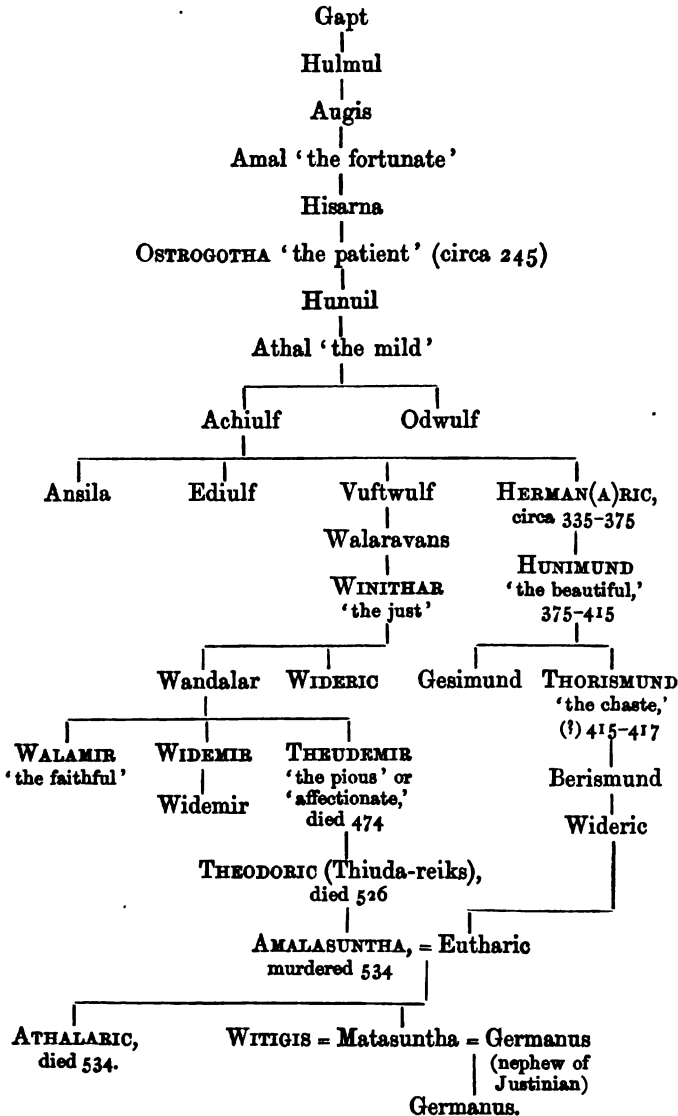 Gapt
Hulmul
Augis
Amal ‘the fortunate’
Hisarna
OSTROGOTHA ‘the patient’ (circa 245)
Hunuil
Athal ‘the mild’
Achiulf Odwulf
Ansila Ediulf Vuftwulf HERMAN(A)RIC,
circa 335–375
Walaravans
HUNIMUND
WINITHAR ‘the beautiful,’
‘the just’ 375–415
Wandalar WIDERIC Gesimund THORISMUND
‘the chaste,’
(?) 415–417
WALAMIR WIDEMIR THEUDEMIR
‘the faithful’ ‘the pious’ or
Widemir ‘affectionate,’
died 474
Berismund
Wideric
THEODORIC (Thiuda-reiks),
died 526
AMALASUNTHA, = Eutharic
murdered 534
ATHALARIC, WITIGIS = Matasuntha = Germanus
died 534. (nephew of
Justinian)
Germanus.